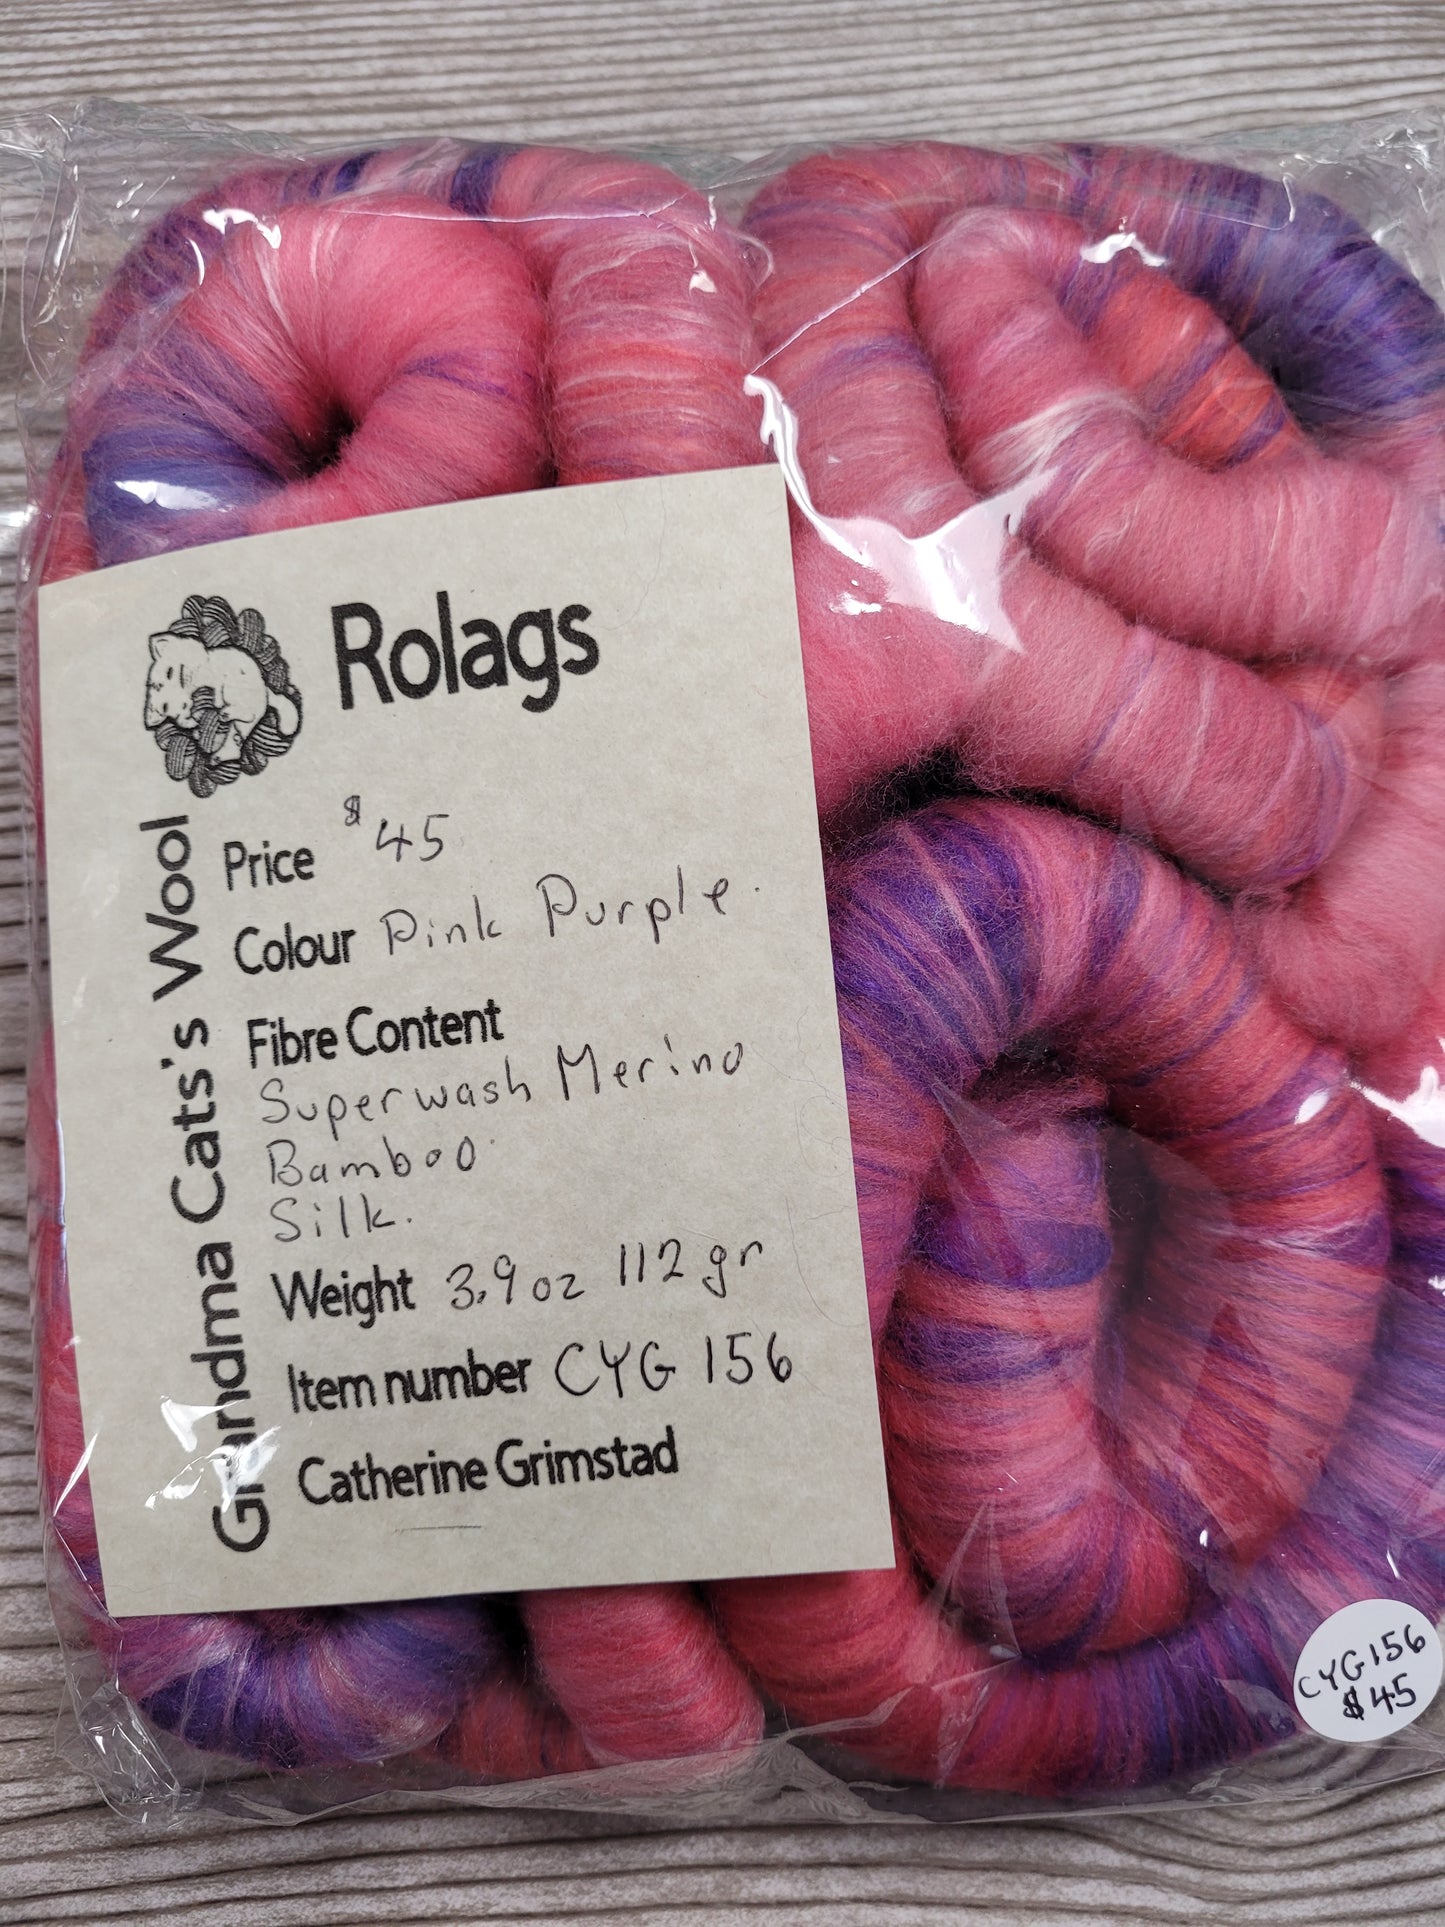 Rolags
Grandma Cats's Wool
Price $45
Colour Pink Purple.
Fibre Content
Superwash Merino
Bamboo
Silk.
Weight 3.9oz 112gr
Item number CYG 156
Catherine Grimstad
CYG156
$45